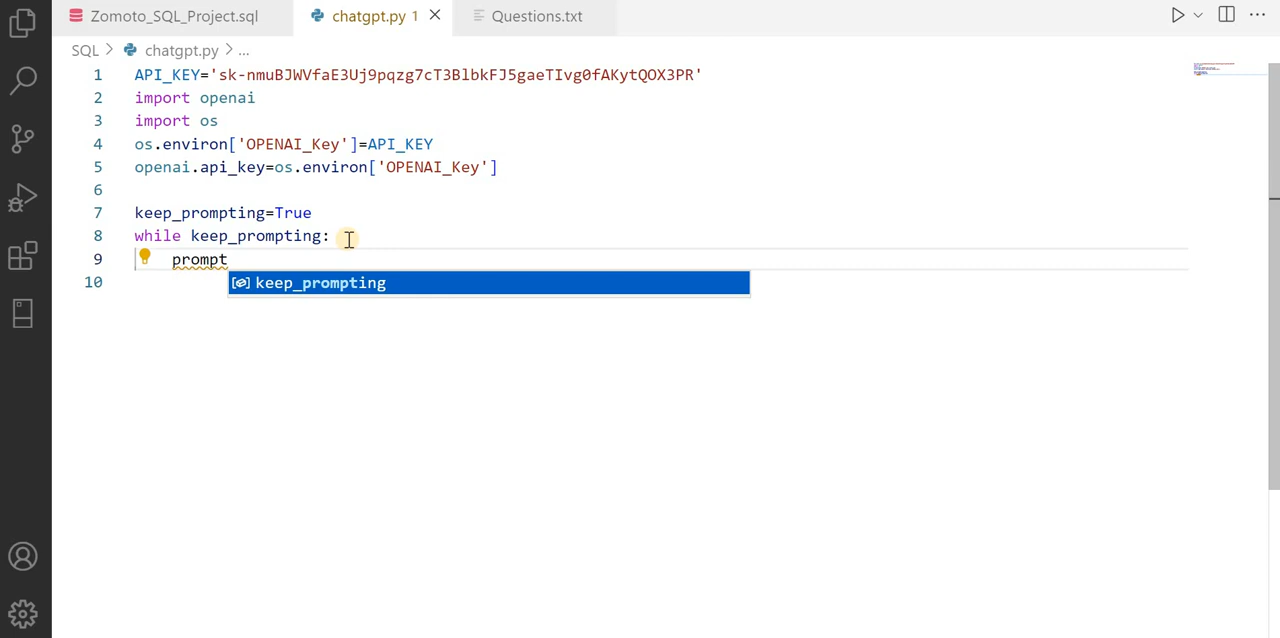 Zomoto_SQL_Project.sql chatgpt.py 1 Questions.txt
SQL > chatgpt.py > ...
1 API_KEY='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'
2 import openai
3 import os
4 os.environ['OPENAI_Key']=API_KEY
5 openai.api_key=os.environ['OPENAI_Key']
6
7 keep_prompting=True
8 while keep_prompting:
9 prompt
keep_prompting
10